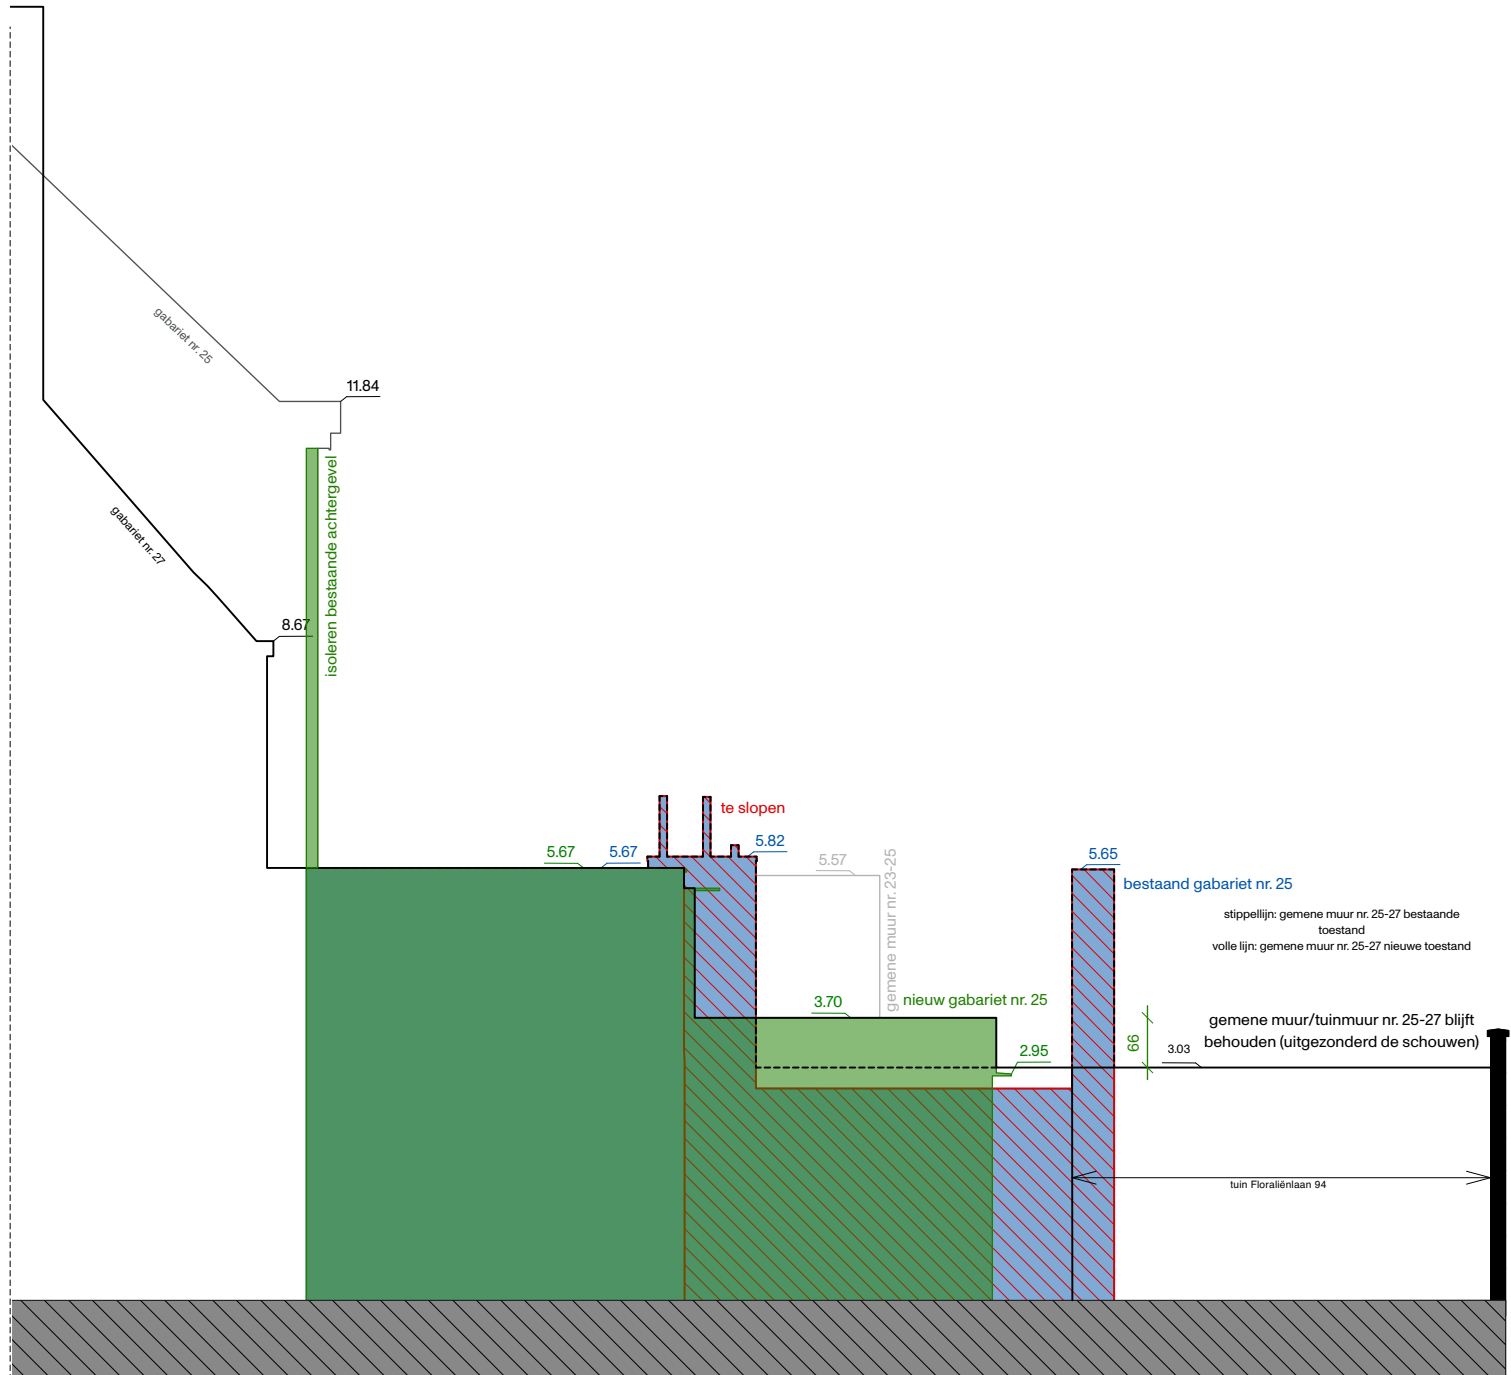 gabariet nr. 25
11.84
isoleren bestaande achtergevel
gabariet nr. 27
8.67
te slopen
5.67
5.67
5.82
5.57
gemene muur nr. 23-25
5.65
bestaand gabariet nr. 25
stippellijn: gemene muur nr. 25-27 bestaande
toestand
volle lijn: gemene muur nr. 25-27 nieuwe toestand
3.70
nieuw gabariet nr. 25
gemene muur/tuinmuur nr. 25-27 blijft
behouden (uitgezonderd de schouwen)
66
2.95
3.03
tuin Floraliënlaan 94